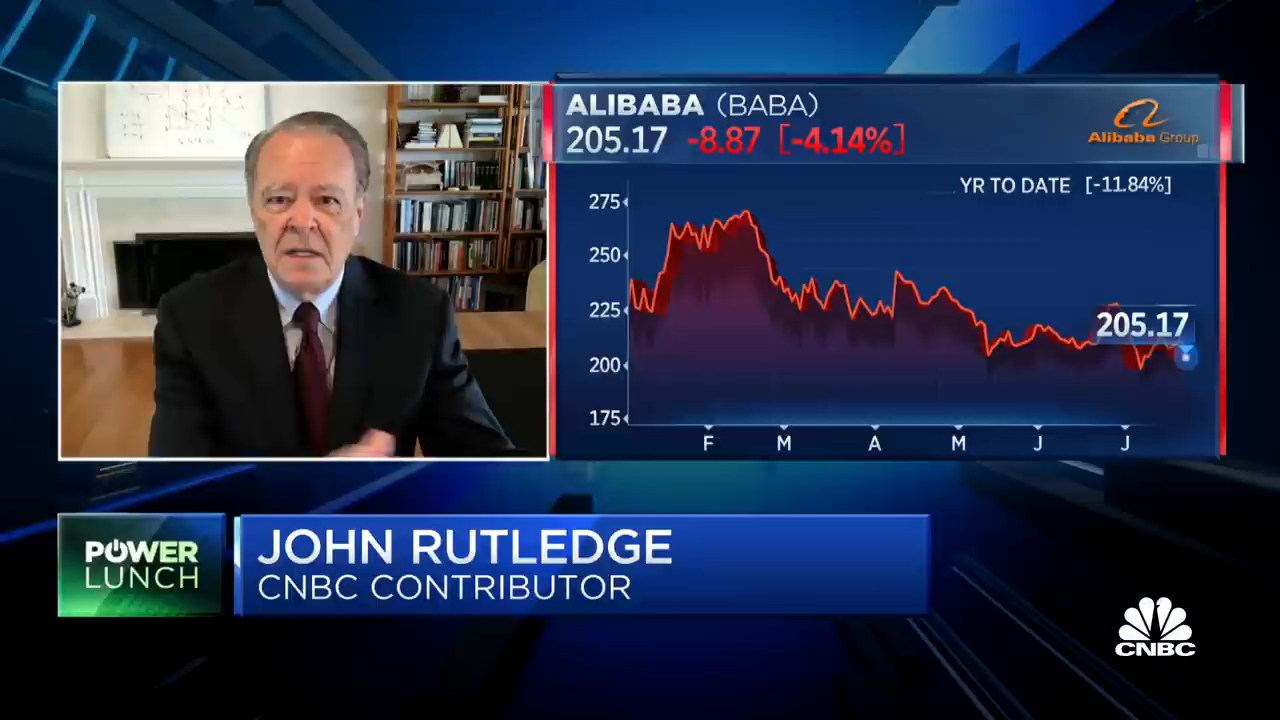 ALIBABA (BABA)
205.17 -8.87 [-4.14%]
Alibaba Group
YR TO DATE [-11.84%]
275
250
225
200
175
205.17
F M A M J J
POWER
LUNCH
JOHN RUTLEDGE
CNBC CONTRIBUTOR
CNBC